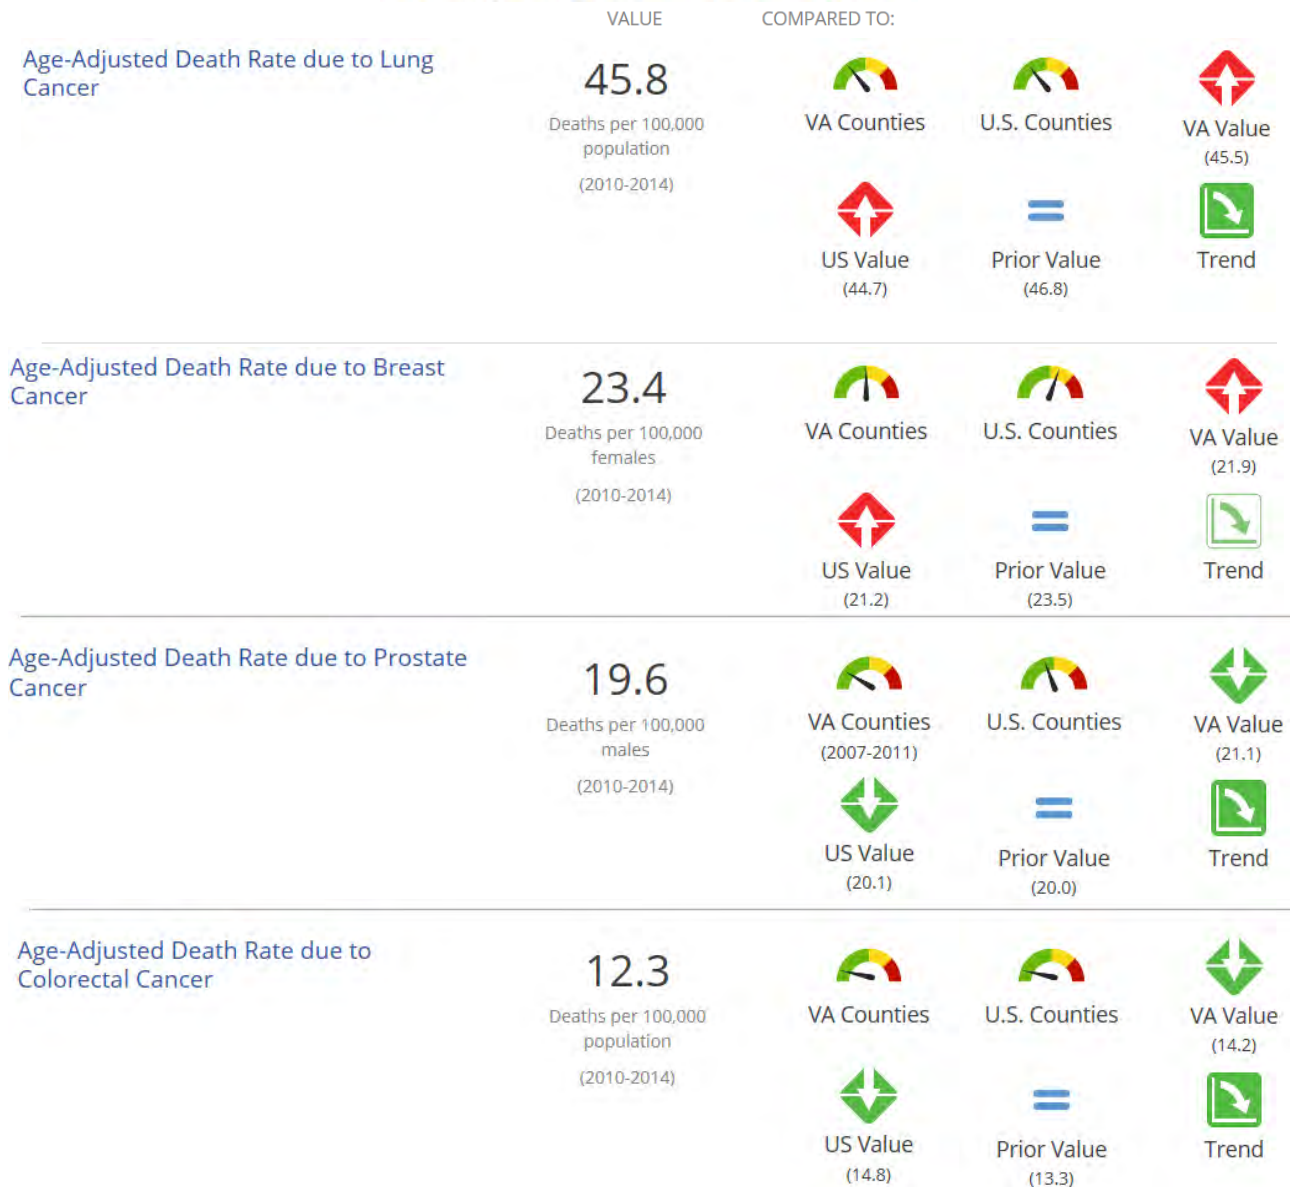 VALUE
COMPARED TO:
Age-Adjusted Death Rate due to Lung
Cancer
45.8
Deaths per 100,000
population
(2010-2014)
VA Counties
U.S. Counties
VA Value
(45.5)
US Value
(44.7)
Prior Value
(46.8)
Trend
Age-Adjusted Death Rate due to Breast
Cancer
23.4
Deaths per 100,000
females
(2010-2014)
VA Counties
U.S. Counties
VA Value
(21.9)
US Value
(21.2)
Prior Value
(23.5)
Trend
Age-Adjusted Death Rate due to Prostate
Cancer
19.6
Deaths per 100,000
males
(2010-2014)
VA Counties
(2007-2011)
U.S. Counties
VA Value
(21.1)
US Value
(20.1)
Prior Value
(20.0)
Trend
Age-Adjusted Death Rate due to
Colorectal Cancer
12.3
Deaths per 100,000
population
(2010-2014)
VA Counties
U.S. Counties
VA Value
(14.2)
US Value
(14.8)
Prior Value
(13.3)
Trend